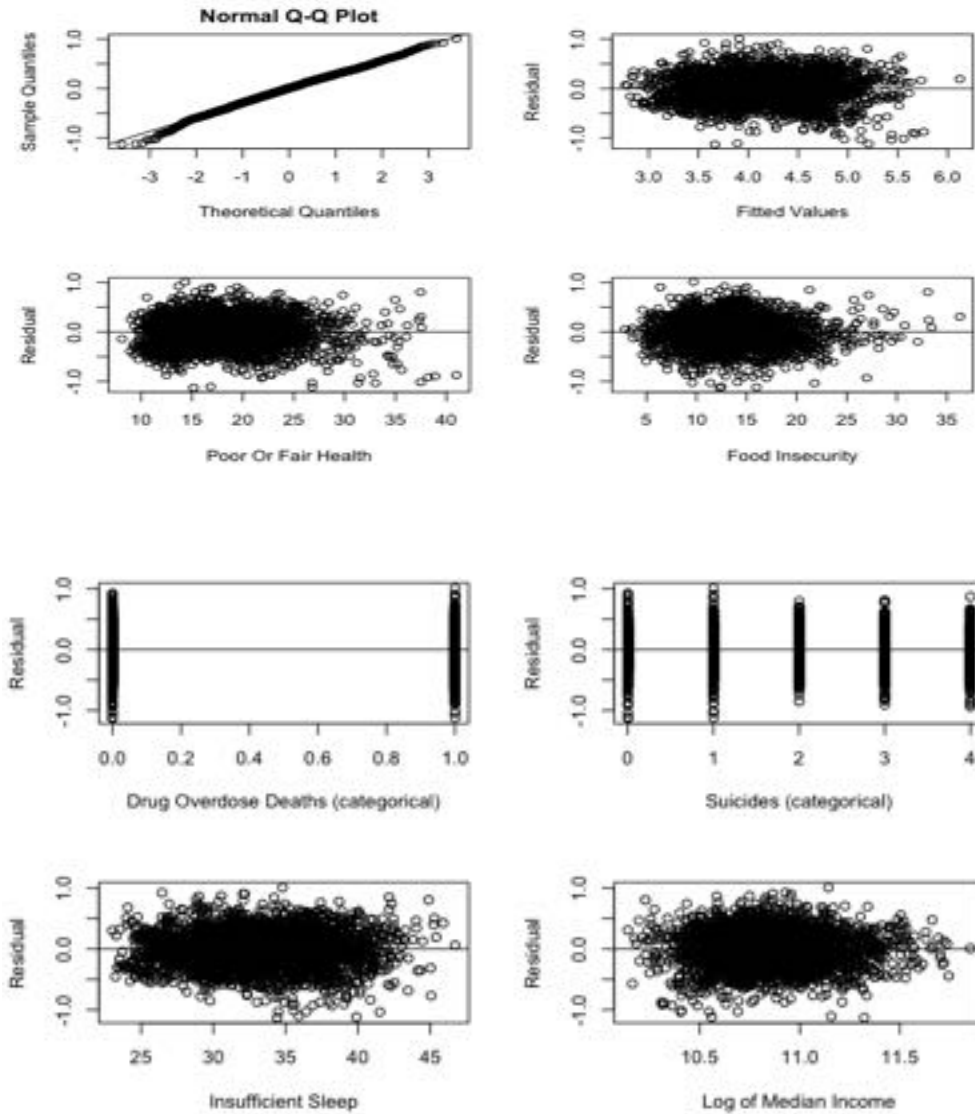 Normal Q-Q Plot
Sample Quantiles
1.0
0.0
-1.0
-3 -2 -1 0 1 2 3
Theoretical Quantiles
Residual
1.0
0.0
-1.0
3.0 3.5 4.0 4.5 5.0 5.5 6.0
Fitted Values
Residual
1.0
0.0
-1.0
10 15 20 25 30 35 40
Poor Or Fair Health
Residual
1.0
0.0
-1.0
5 10 15 20 25 30 35
Food Insecurity
Residual
1.0
0.0
-1.0
0.0 0.2 0.4 0.6 0.8 1.0
Drug Overdose Deaths (categorical)
Residual
1.0
0.0
-1.0
0 1 2 3 4
Suicides (categorical)
Residual
1.0
0.0
-1.0
25 30 35 40 45
Insufficient Sleep
Residual
1.0
0.0
-1.0
10.5 11.0 11.5
Log of Median Income